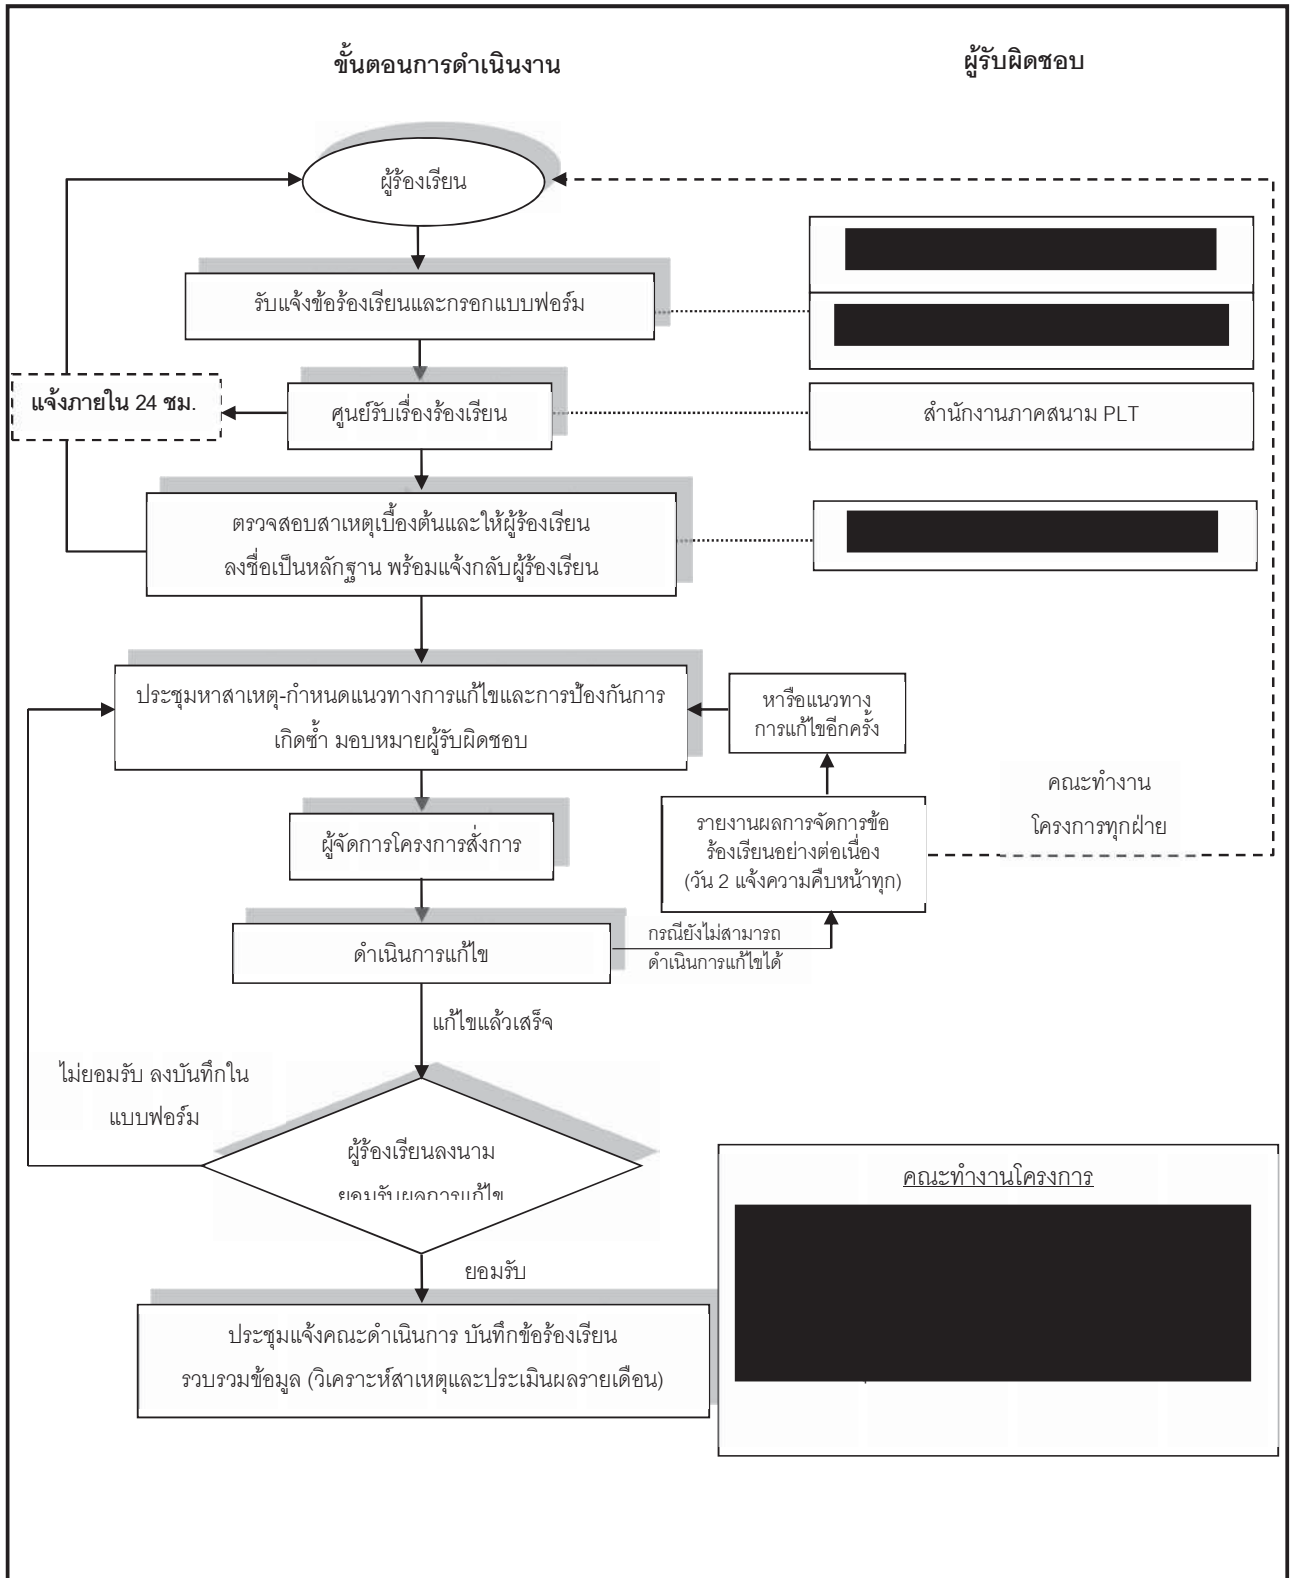 ขั้นตอนการดำเนินงาน
ผู้รับผิดชอบ
ผู้ร้องเรียน
รับแจ้งข้อร้องเรียนและกรอกแบบฟอร์ม
แจ้งภายใน 24 ชม.
ศูนย์รับเรื่องร้องเรียน
สำนักงานภาคสนาม PLT
ตรวจสอบสาเหตุเบื้องต้นและให้ผู้ร้องเรียน
ลงชื่อเป็นหลักฐาน พร้อมแจ้งกลับผู้ร้องเรียน
ประชุมหาสาเหตุ-กำหนดแนวทางการแก้ไขและการป้องกันการ
เกิดซ้ำ มอบหมายผู้รับผิดชอบ
หารือแนวทาง
การแก้ไขอีกครั้ง
คณะทำงาน
โครงการทุกฝ่าย
ผู้จัดการโครงการสั่งการ
รายงานผลการจัดการข้อ
ร้องเรียนอย่างต่อเนื่อง
(วัน 2 แจ้งความคืบหน้าทุก)
ดำเนินการแก้ไข
กรณียังไม่สามารถ
ดำเนินการแก้ไขได้
แก้ไขแล้วเสร็จ
ไม่ยอมรับ ลงบันทึกใน
แบบฟอร์ม
ผู้ร้องเรียนลงนาม
ยอมรับผลการแก้ไข
คณะทำงานโครงการ
ยอมรับ
ประชุมแจ้งคณะดำเนินการ บันทึกข้อร้องเรียน
รวบรวมข้อมูล (วิเคราะห์สาเหตุและประเมินผลรายเดือน)